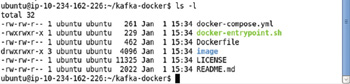 ubuntu@ip-10-234-162-226:~/kafka-docker$ ls -l
total 32
-rw-rw-r-- 1 ubuntu ubuntu 261 Jan 1 15:34 docker-compose.yml
-rwxrwxr-x 1 ubuntu ubuntu 229 Jan 1 15:34 docker-entrypoint.sh
-rw-rw-r-- 1 ubuntu ubuntu 462 Jan 1 15:34 Dockerfile
drwxrwxr-x 2 ubuntu ubuntu 4096 Jan 1 15:34 image
-rw-rw-r-- 1 ubuntu ubuntu 11325 Jan 1 15:34 LICENSE
-rw-rw-r-- 1 ubuntu ubuntu 2022 Jan 1 15:34 README.md
ubuntu@ip-10-234-162-226:~/kafka-docker$